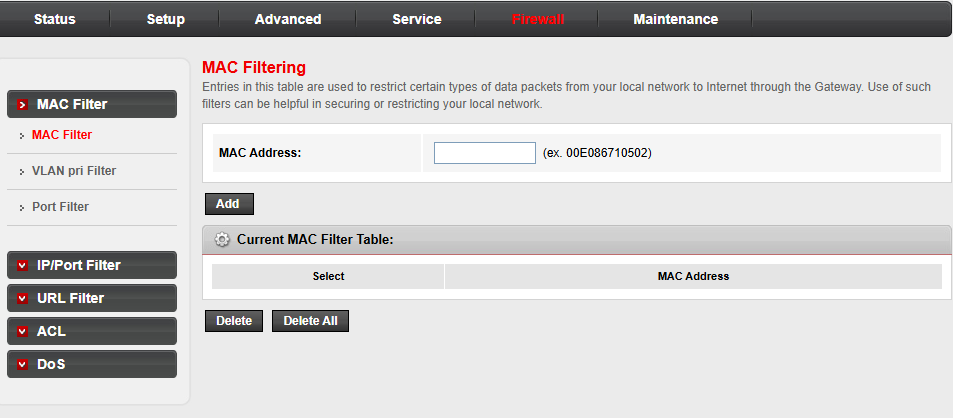 Status Setup Advanced Service Firewall Maintenance
MAC Filter
MAC Filter
VLAN pri Filter
Port Filter
IP/Port Filter
URL Filter
ACL
DoS
MAC Filtering
Entries in this table are used to restrict certain types of data packets from your local network to Internet through the Gateway. Use of such
filters can be helpful in securing or restricting your local network.
MAC Address: (ex. 00E086710502)
Add
Current MAC Filter Table:
Select MAC Address
Delete Delete All